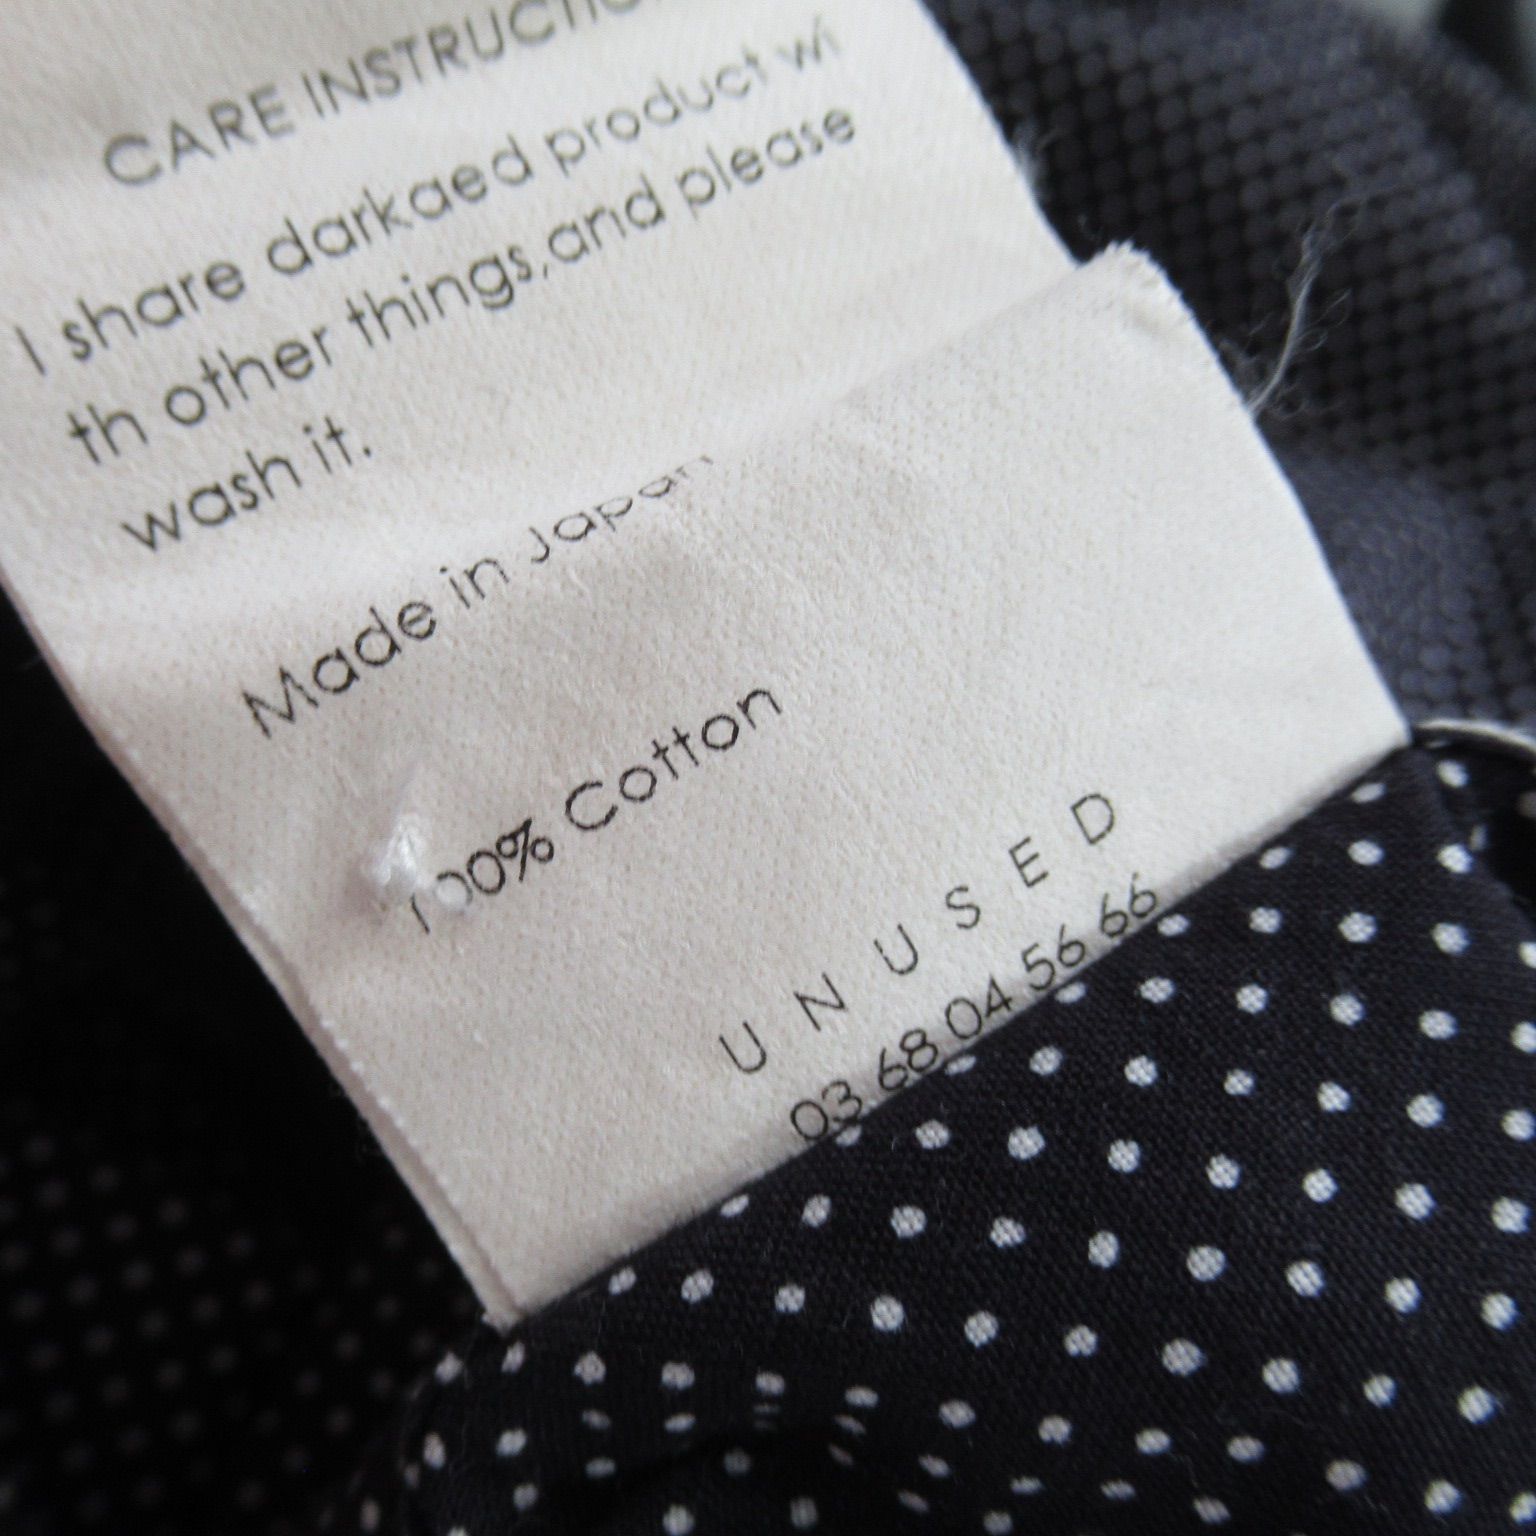 CARE INSTRUCTIO
I share darkaed product wi
th other things,and please
wash it.
Made in Japan
100% Cotton
UNUSED
03 68 04 56 66